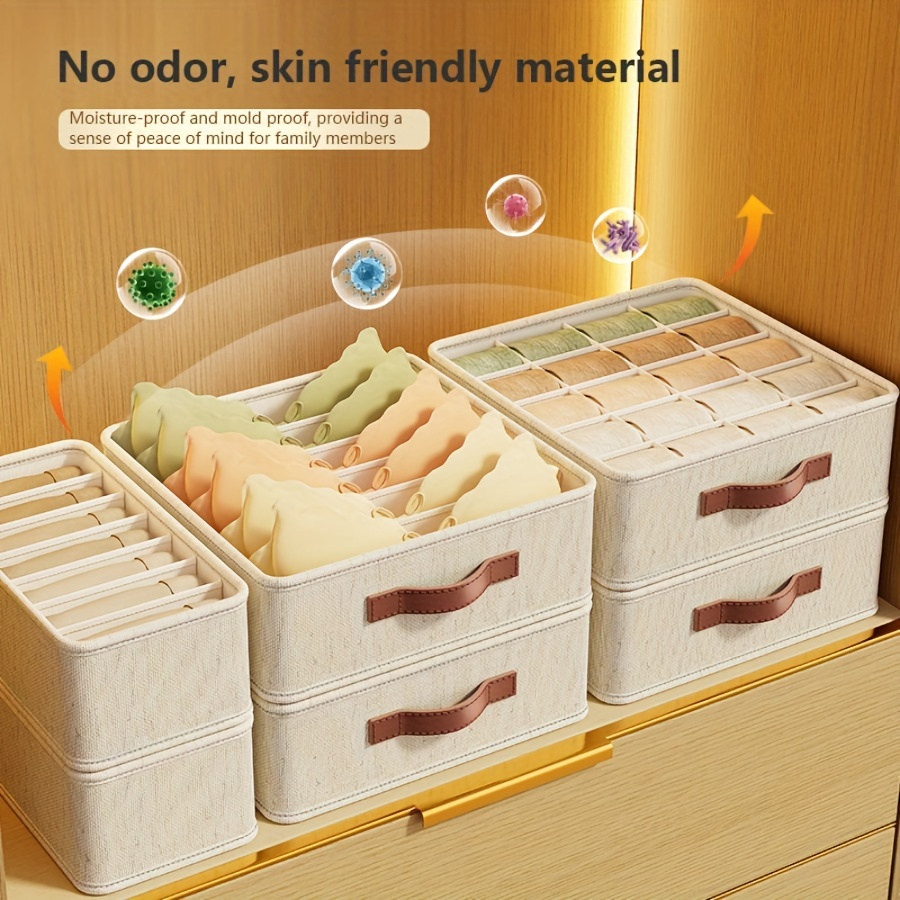 No odor, skin friendly material
Moisture-proof and mold proof, providing a
sense of peace of mind for family members